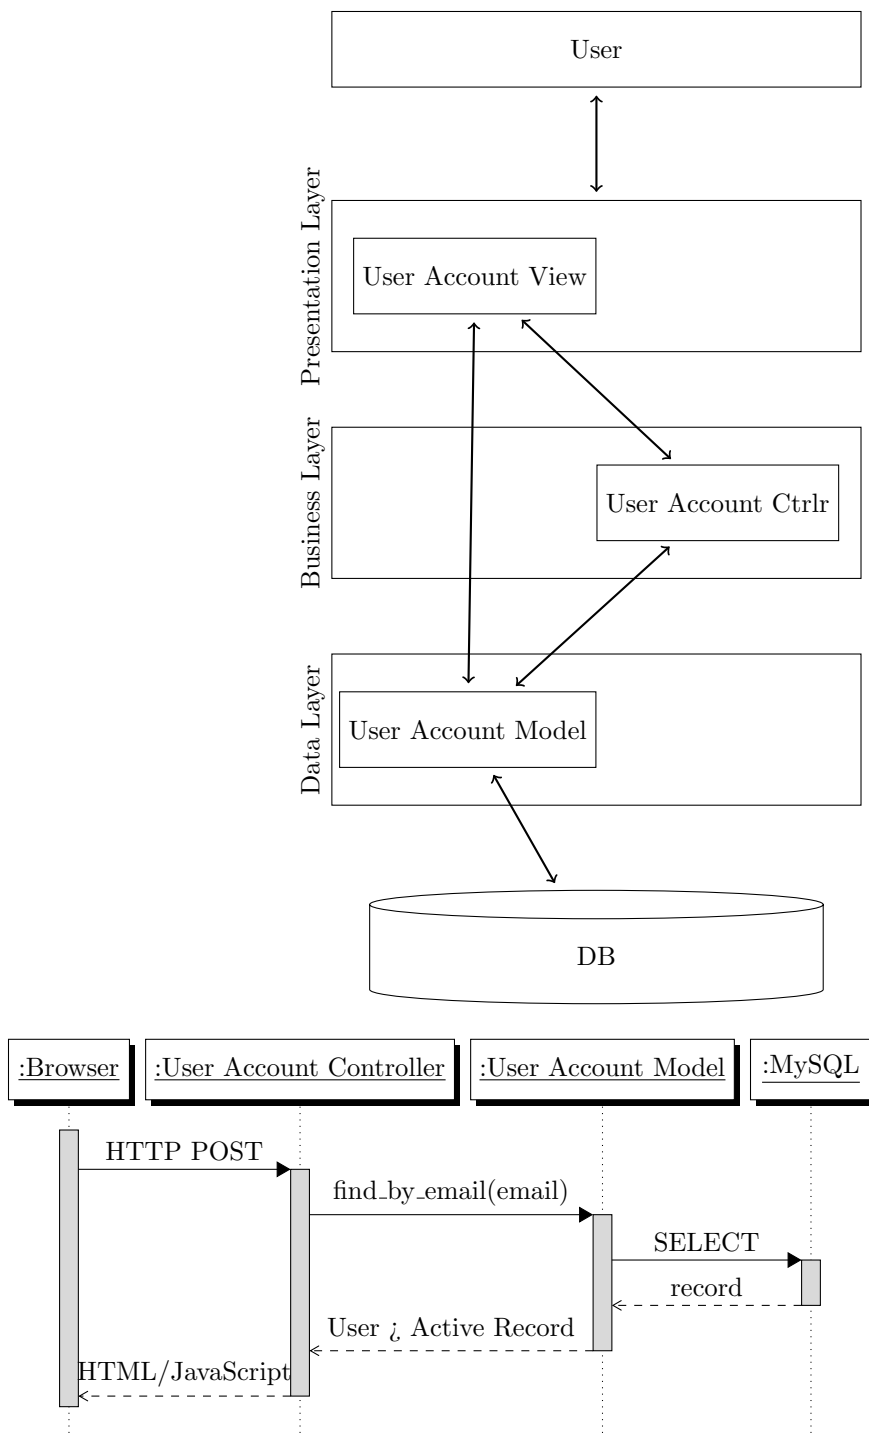 User
Presentation Layer
User Account View
Business Layer
User Account Ctrlr
Data Layer
User Account Model
DB
:Browser
:User Account Controller
:User Account Model
:MySQL
HTTP POST
find_by_email(email)
SELECT
record
User ¿ Active Record
HTML/JavaScript